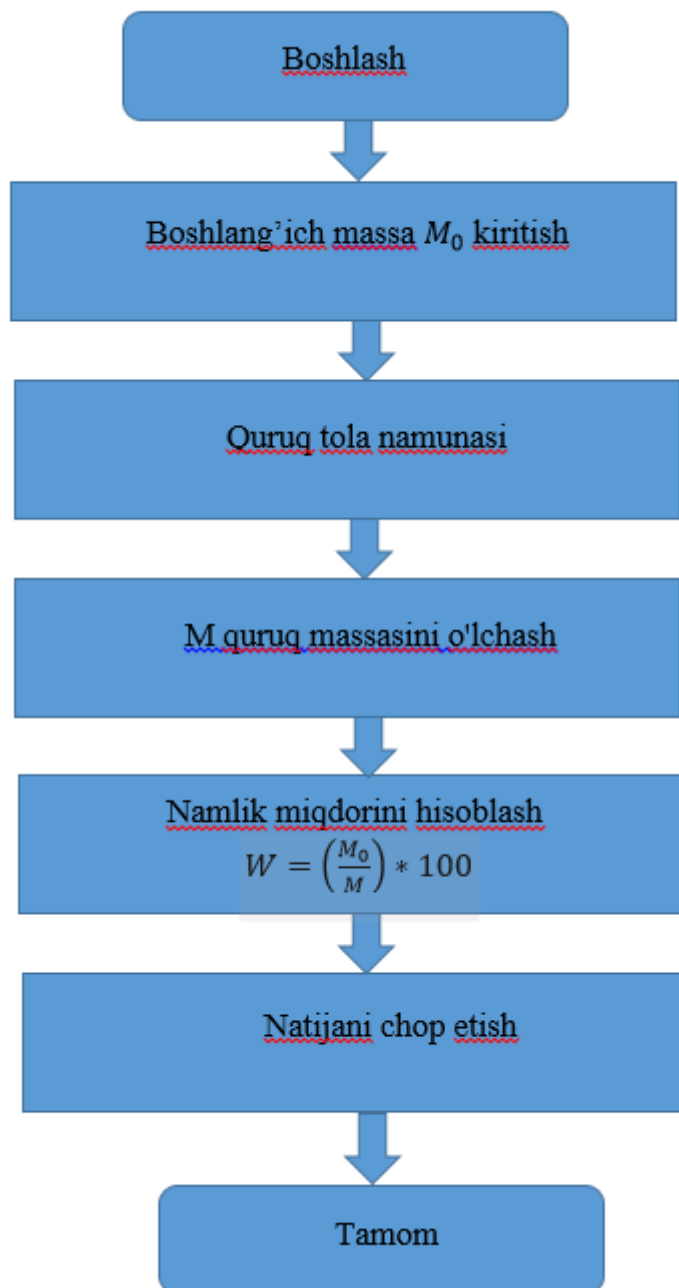 Boshlash
Boshlang’ich massa M₀ kiritish
Quruq tola namunasi
M quruq massasini o'lchash
Namlik miqdorini hisoblash
W = (M₀/M) * 100
Natijani chop etish
Tamom